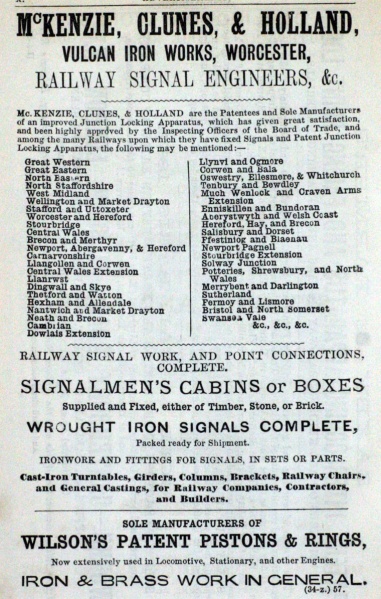 McKENZIE, CLUNES, & HOLLAND,
VULCAN IRON WORKS, WORCESTER,
RAILWAY SIGNAL ENGINEERS, &c.
Mc. KENZIE, CLUNES, & HOLLAND are the Patentees and Sole Manufacturers
of an improved Junction Locking Apparatus, which has given great satisfaction,
and been highly approved by the Inspecting Officers of the Board of Trade, and
among the many Railways upon which they have fixed Signals and Patent Junction
Locking Apparatus, the following may be mentioned:—
Great Western
Great Eastern
North Eastern
North Staffordshire
West Midland
Wellington and Market Drayton
Stafford and Uttoxeter
Worcester and Hereford
Stourbridge
Central Wales
Brecon and Merthyr
Newport, Abergavenny, & Hereford
Carnarvonshire
Llangollen and Corwen
Central Wales Extension
Llanrwst
Dingwall and Skye
Thetford and Watton
Hexham and Allendale
Nantwich and Market Drayton
Neath and Brecon
Cambrian
Dowlais Extension
Llynvi and Ogmore
Corwen and Bala
Oswestry, Ellesmere, & Whitchurch
Tenbury and Bewdley
Much Wenlock and Craven Arms
Extension
Enniskillen and Bundoran
Aberystwyth and Welsh Coast
Hereford, Hay, and Brecon
Salisbury and Dorset
Ffestiniog and Blaenau
Newport Pagnell
Stourbridge Extension
Solway Junction
Potteries, Shrewsbury, and North
Wales
Merrybent and Darlington
Sutherland
Fermoy and Lismore
Bristol and North Somerset
Swansea Vale
&c., &c., &c.
RAILWAY SIGNAL WORK, AND POINT CONNECTIONS,
COMPLETE.
SIGNALMEN'S CABINS or BOXES
Supplied and Fixed, either of Timber, Stone, or Brick.
WROUGHT IRON SIGNALS COMPLETE,
Packed ready for Shipment.
IRONWORK AND FITTINGS FOR SIGNALS, IN SETS OR PARTS.
Cast-Iron Turntables, Girders, Columns, Brackets, Railway Chairs,
and General Castings, for Railway Companies, Contractors,
and Builders.
SOLE MANUFACTURERS OF
WILSON'S PATENT PISTONS & RINGS,
Now extensively used in Locomotive, Stationary, and other Engines.
IRON & BRASS WORK IN GENERAL.
(34-z.) 57.